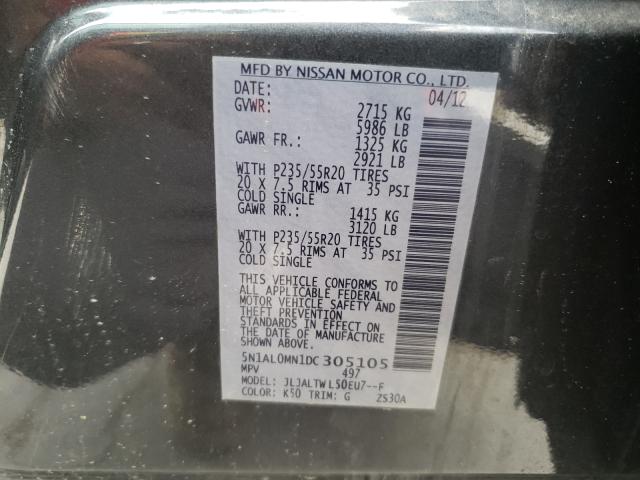 MFD BY NISSAN MOTOR CO., LTD.
DATE: 04/12
GVWR: 2715 KG
5986 LB
GAWR FR.: 1325 KG
2921 LB
WITH P235/55R20 TIRES
20 X 7.5 RIMS AT 35 PSI
COLD SINGLE
GAWR RR.: 1415 KG
3120 LB
WITH P235/55R20 TIRES
20 X 7.5 RIMS AT 35 PSI
COLD SINGLE
THIS VEHICLE CONFORMS TO
ALL APPLICABLE FEDERAL
MOTOR VEHICLE SAFETY AND
THEFT PREVENTION
STANDARDS IN EFFECT ON
THE DATE OF MANUFACTURE
SHOWN ABOVE.
5N1AL0MN1DC305105
MPV 497
MODEL: JLJALTWL50EU7--F
COLOR: K50 TRIM: G 2S30A